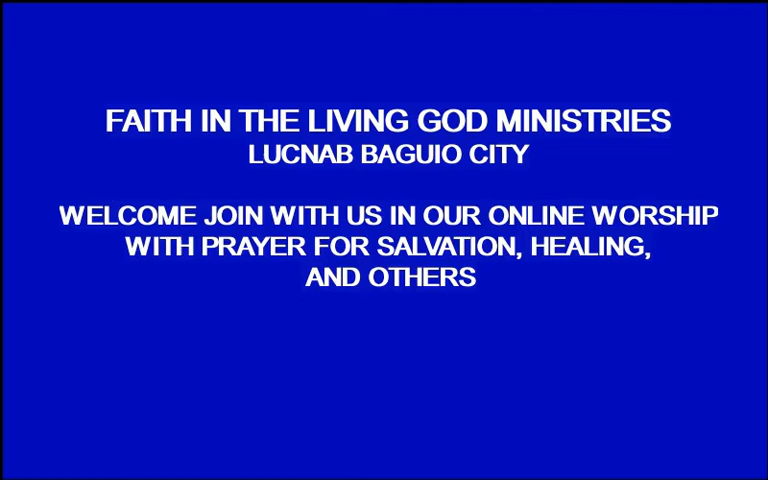 FAITH IN THE LIVING GOD MINISTRIES
LUCNAB BAGUIO CITY
WELCOME JOIN WITH US IN OUR ONLINE WORSHIP
WITH PRAYER FOR SALVATION, HEALING,
AND OTHERS